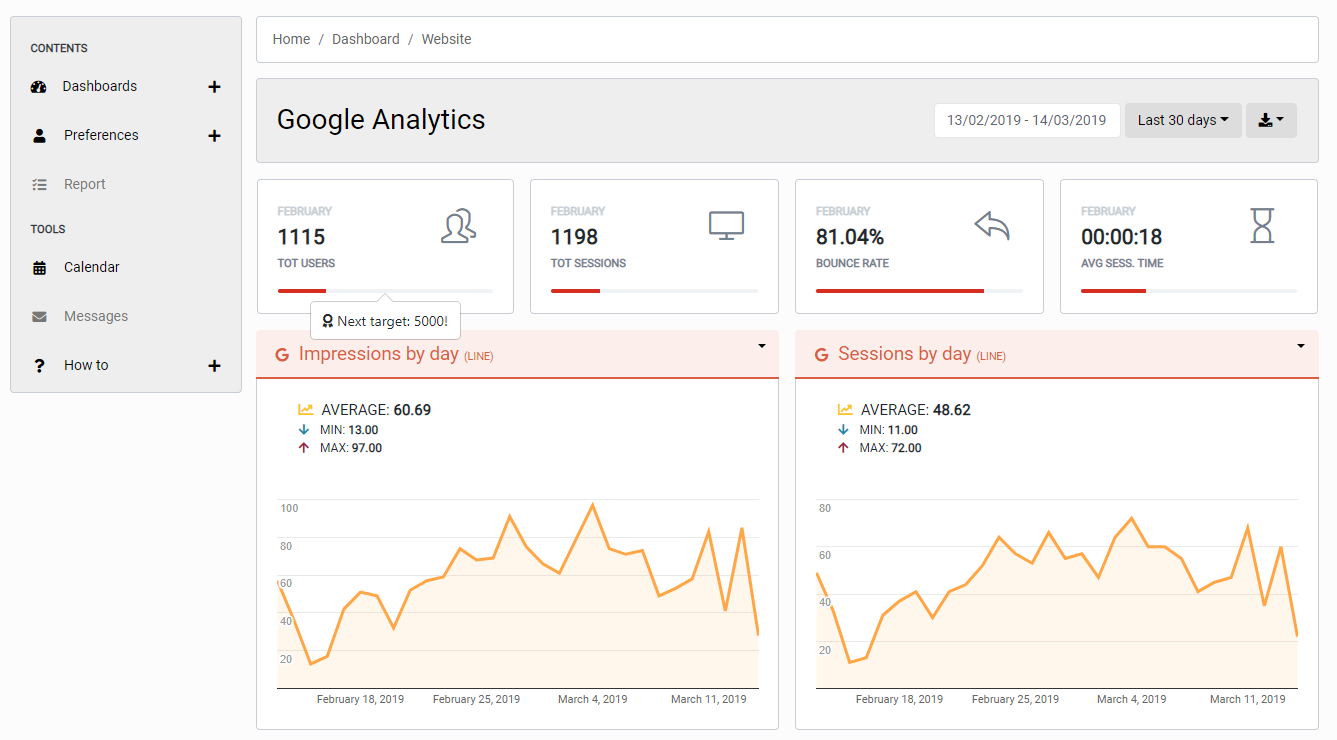 CONTENTS
Dashboards
Preferences
Report
TOOLS
Calendar
Messages
How to
Home / Dashboard / Website
Google Analytics
13/02/2019 - 14/03/2019
Last 30 days
FEBRUARY
1115
TOT USERS
Next target: 5000!
FEBRUARY
1198
TOT SESSIONS
FEBRUARY
81.04%
BOUNCE RATE
FEBRUARY
00:00:18
AVG SESS. TIME
G Impressions by day (LINE)
AVERAGE: 60.69
MIN: 13.00
MAX: 97.00
100
80
60
40
20
February 18, 2019 February 25, 2019 March 4, 2019 March 11, 2019
G Sessions by day (LINE)
AVERAGE: 48.62
MIN: 11.00
MAX: 72.00
80
60
40
20
February 18, 2019 February 25, 2019 March 4, 2019 March 11, 2019